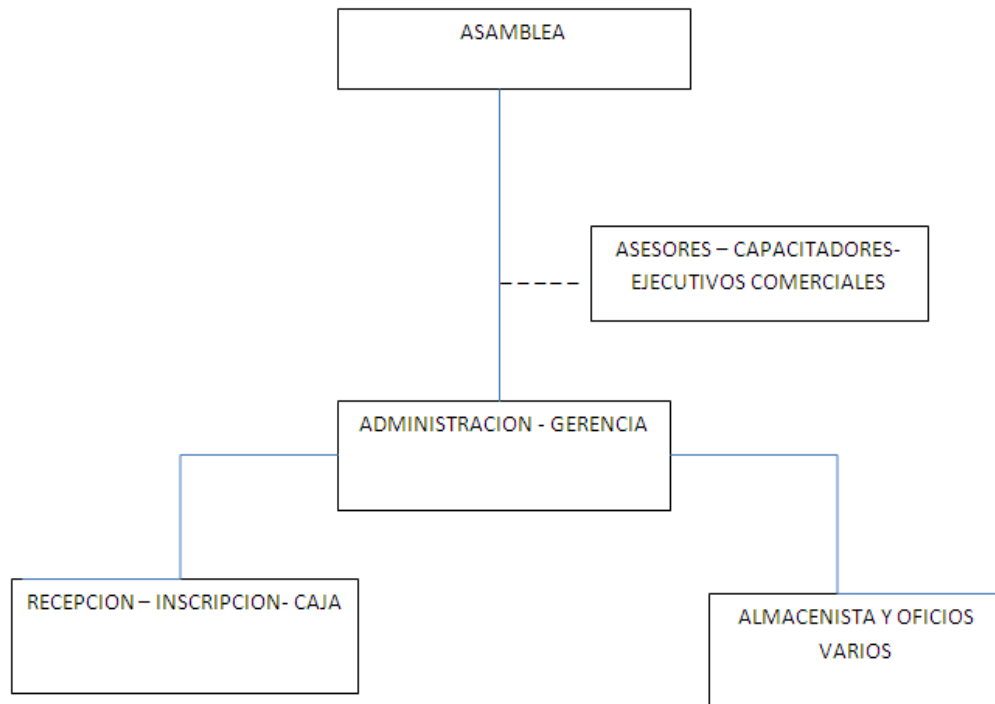 ASAMBLEA
ASESORES – CAPACITADORES-
EJECUTIVOS COMERCIALES
ADMINISTRACION - GERENCIA
RECEPCION – INSCRIPCION- CAJA
ALMACENISTA Y OFICIOS
VARIOS